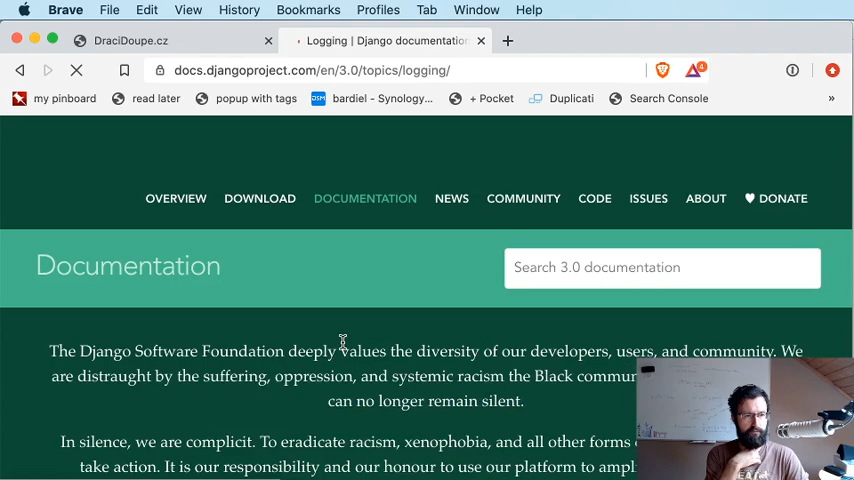 Brave File Edit View History Bookmarks Profiles Tab Window Help
DraciDoupe.cz Logging | Django documentation
docs.djangoproject.com/en/3.0/topics/logging/ 4
my pinboard read later popup with tags DSM bardiel - Synology... + Pocket Duplicati Search Console »
OVERVIEW DOWNLOAD DOCUMENTATION NEWS COMMUNITY CODE ISSUES ABOUT ♥ DONATE
Documentation Search 3.0 documentation
The Django Software Foundation deeply values the diversity of our developers, users, and community. We
are distraught by the suffering, oppression, and systemic racism the Black commun
can no longer remain silent.
In silence, we are complicit. To eradicate racism, xenophobia, and all other forms
take action. It is our responsibility and our honour to use our platform to ampl